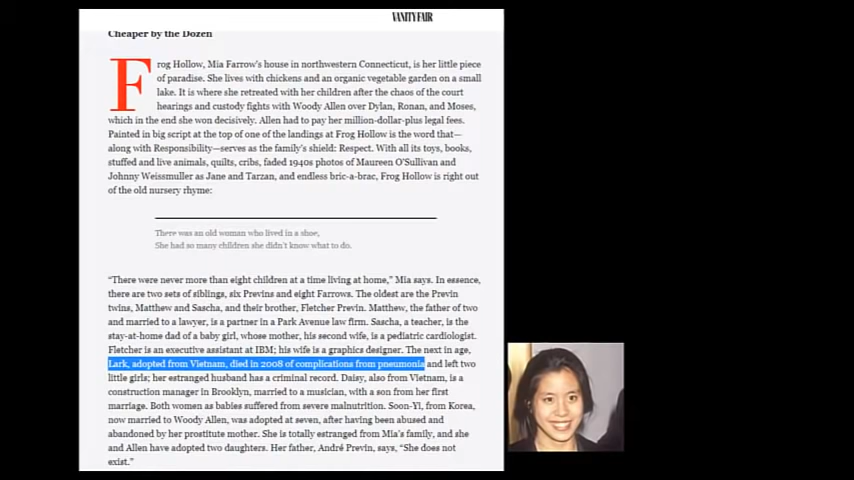 VANITY FAIR
Cheaper by the Dozen
Frog Hollow, Mia Farrow's house in northwestern Connecticut, is her little piece
of paradise. She lives with chickens and an organic vegetable garden on a small
lake. It is where she retreated with her children after the chaos of the court
hearings and custody fights with Woody Allen over Dylan, Ronan, and Moses,
which in the end she won decisively. Allen had to pay her million-dollar-plus legal fees.
Painted in big script at the top of one of the landings at Frog Hollow is the word that—
along with Responsibility—serves as the family's shield: Respect. With all its toys, books,
stuffed and live animals, quilts, cribs, faded 1940s photos of Maureen O'Sullivan and
Johnny Weissmuller as Jane and Tarzan, and endless bric-a-brac, Frog Hollow is right out
of the old nursery rhyme:
There was an old woman who lived in a shoe,
She had so many children she didn't know what to do.
“There were never more than eight children at a time living at home,” Mia says. In essence,
there are two sets of siblings, six Previns and eight Farrows. The oldest are the Previn
twins, Matthew and Sascha, and their brother, Fletcher Previn. Matthew, the father of two
and married to a lawyer, is a partner in a Park Avenue law firm. Sascha, a teacher, is the
stay-at-home dad of a baby girl, whose mother, his second wife, is a pediatric cardiologist.
Fletcher is an executive assistant at IBM; his wife is a graphics designer. The next in age,
Lark, adopted from Vietnam, died in 2008 of complications from pneumonia and left two
little girls; her estranged husband has a criminal record. Daisy, also from Vietnam, is a
construction manager in Brooklyn, married to a musician, with a son from her first
marriage. Both women as babies suffered from severe malnutrition. Soon-Yi, from Korea,
now married to Woody Allen, was adopted at seven, after having been abused and
abandoned by her prostitute mother. She is totally estranged from Mia's family, and she
and Allen have adopted two daughters. Her father, André Previn, says, “She does not
exist.”